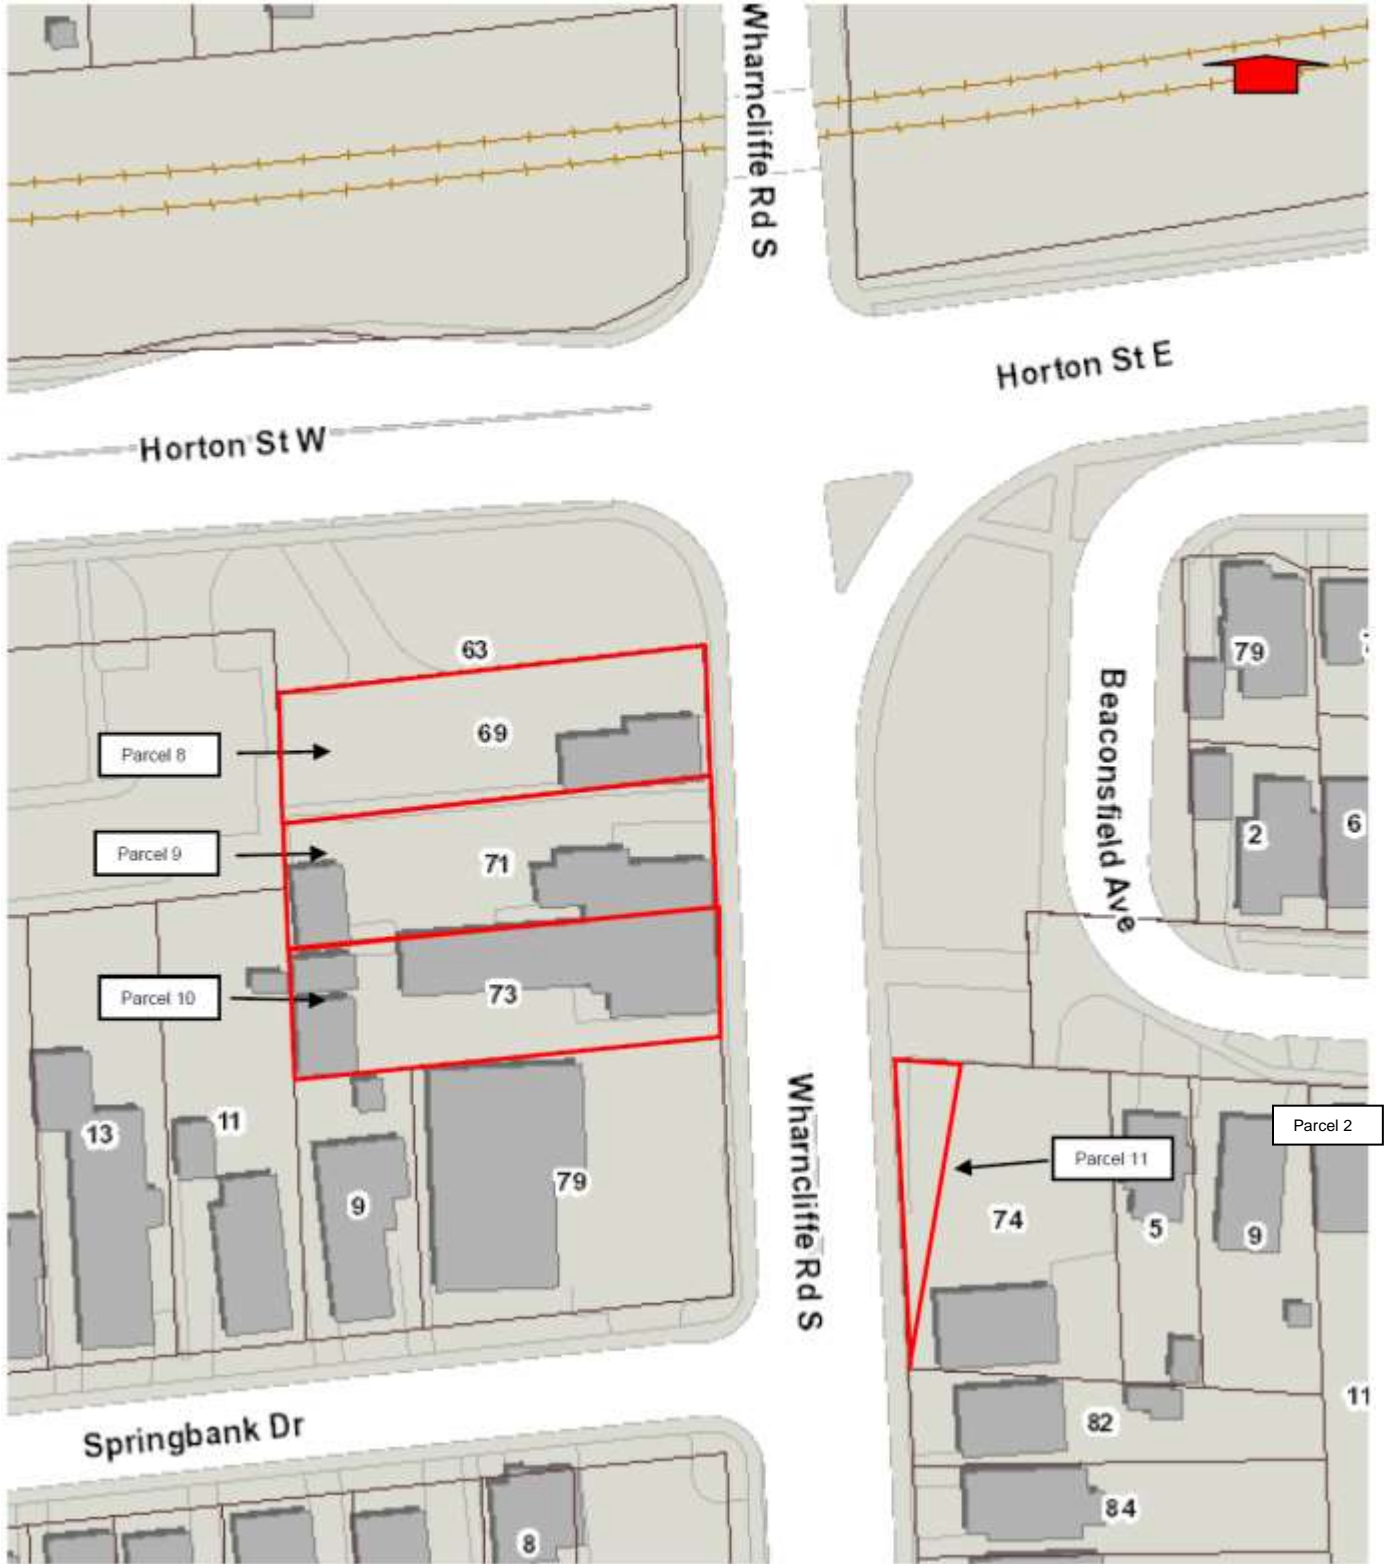 Wharncliffe Rd S
Horton St E
Horton St W
63
79
69
Parcel 8
Beaconsfield Ave
2
6
Parcel 9
71
Parcel 10
73
Wharncliffe Rd S
13
11
Parcel 2
Parcel 11
79
9
74
5
9
11
82
Springbank Dr
84
8